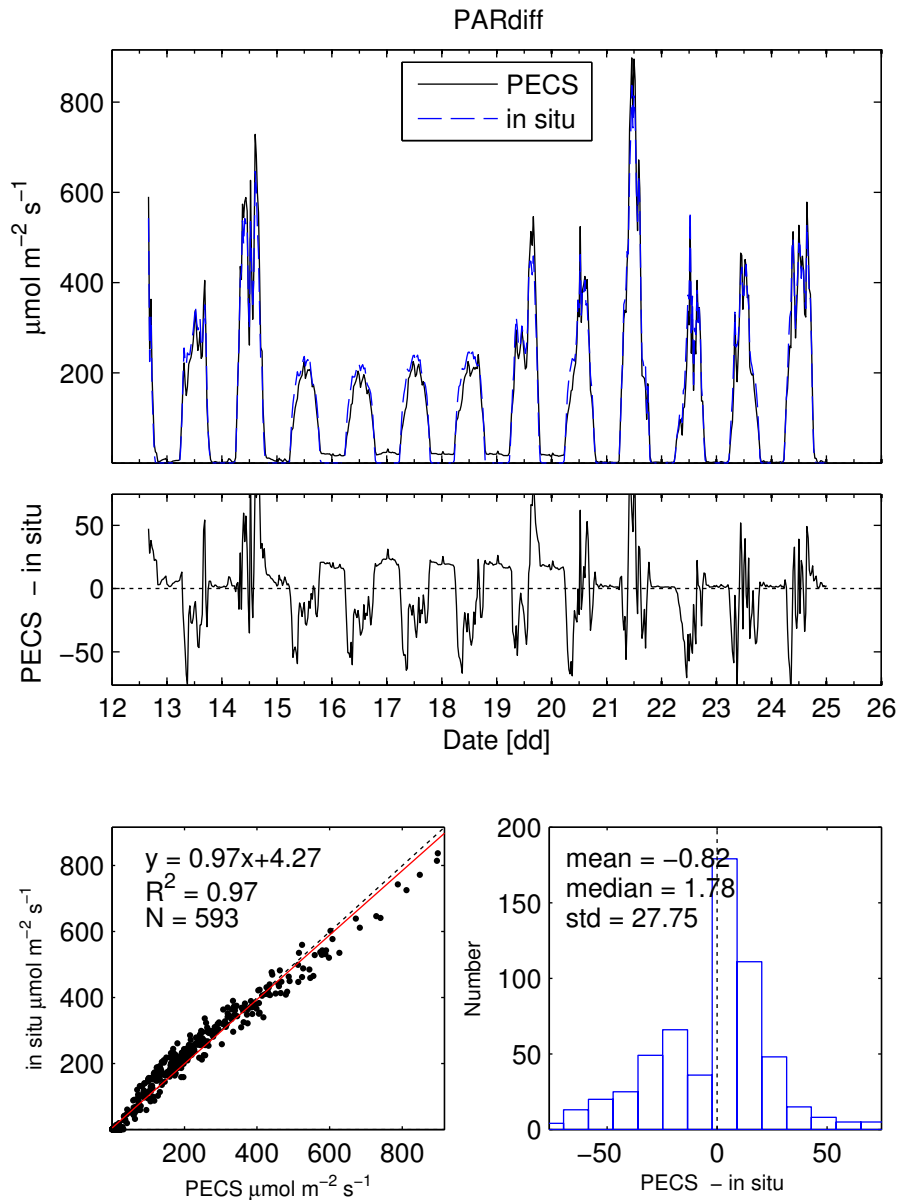 PARdiff
PECS
in situ
µmol m−2 s−1
800
600
400
200
PECS − in situ
50
0
−50
12 13 14 15 16 17 18 19 20 21 22 23 24 25 26
Date [dd]
y = 0.97x+4.27
R2 = 0.97
N = 593
in situ µmol m−2 s−1
800
600
400
200
200 400 600 800
PECS µmol m−2 s−1
mean = −0.82
median = 1.78
std = 27.75
Number
200
150
100
50
0
−50 0 50
PECS − in situ